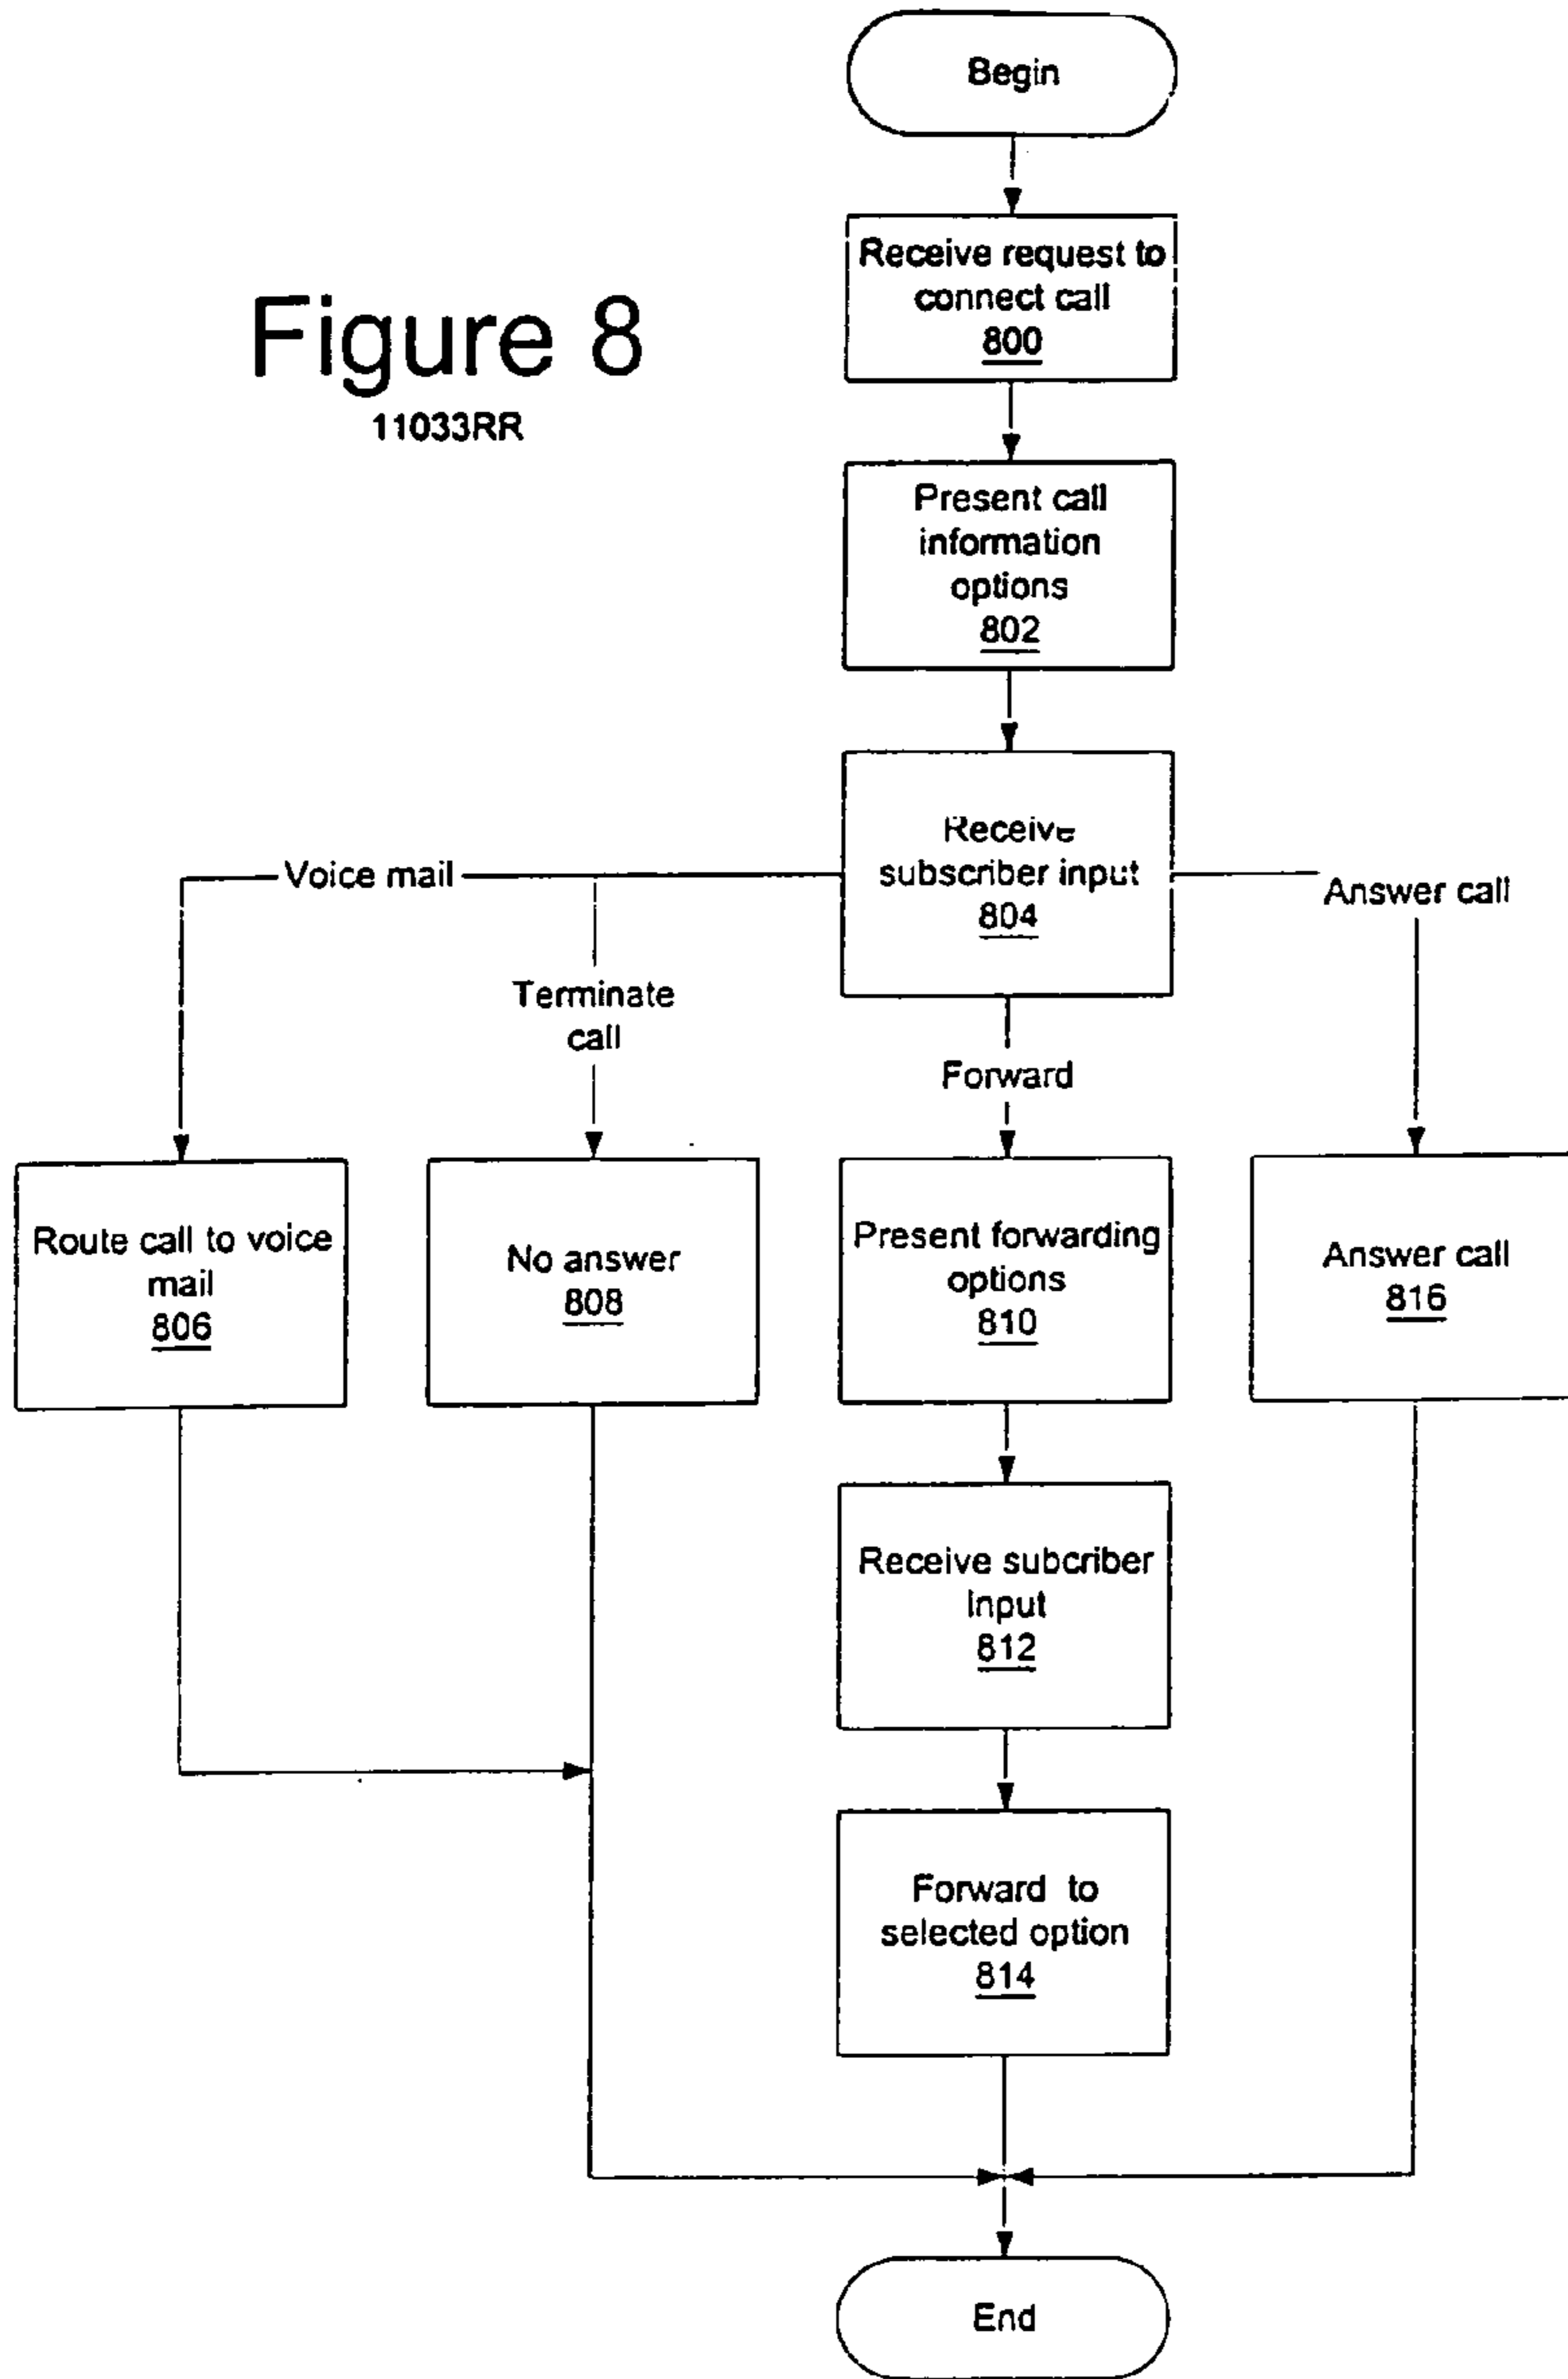 Begin
Receive request to
connect call
800
Figure 8
11033RR
Present call
information
options
802
Receive
subscriber input
804
Voice mail
Answer call
Terminate
call
Forward
Route call to voice
mail
806
No answer
808
Present forwarding
options
810
Answer call
816
Receive subcriber
Input
812
Forward to
selected option
814
End